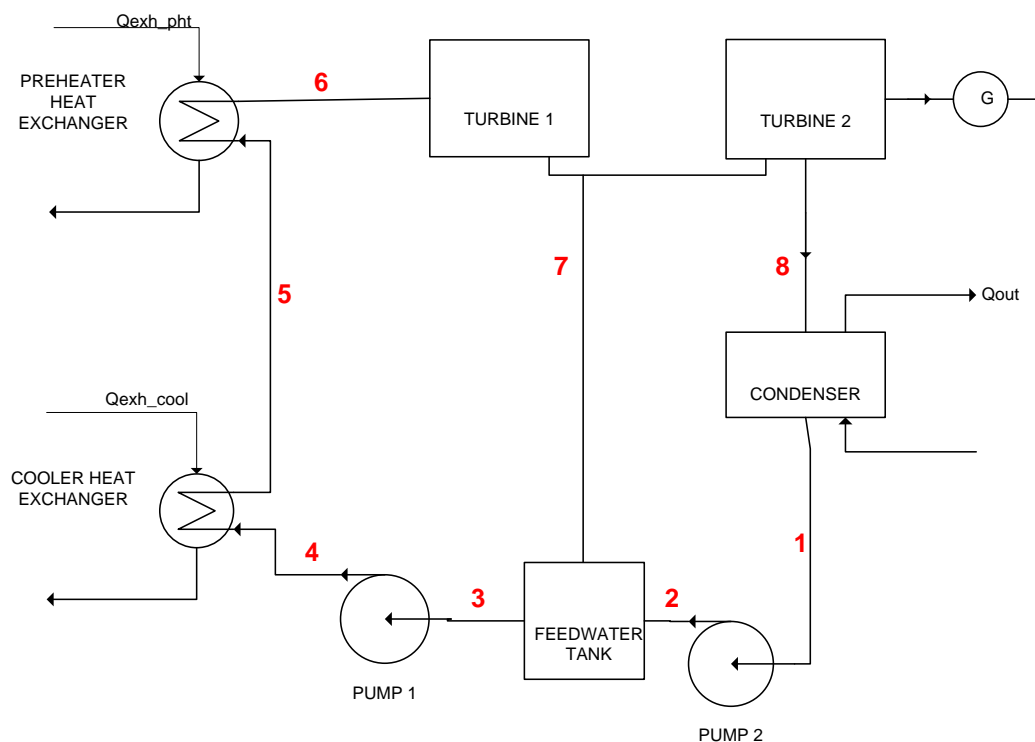 Qexh_pht
PREHEATER
HEAT
EXCHANGER
6
TURBINE 1
TURBINE 2
G
7
8
5
Qout
CONDENSER
Qexh_cool
COOLER HEAT
EXCHANGER
4
3
2
1
FEEDWATER
TANK
PUMP 1
PUMP 2